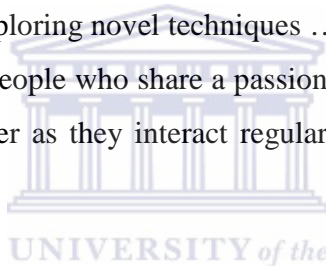 ploring novel techniques …
eople who share a passion
er as they interact regular
UNIVERSITY of the